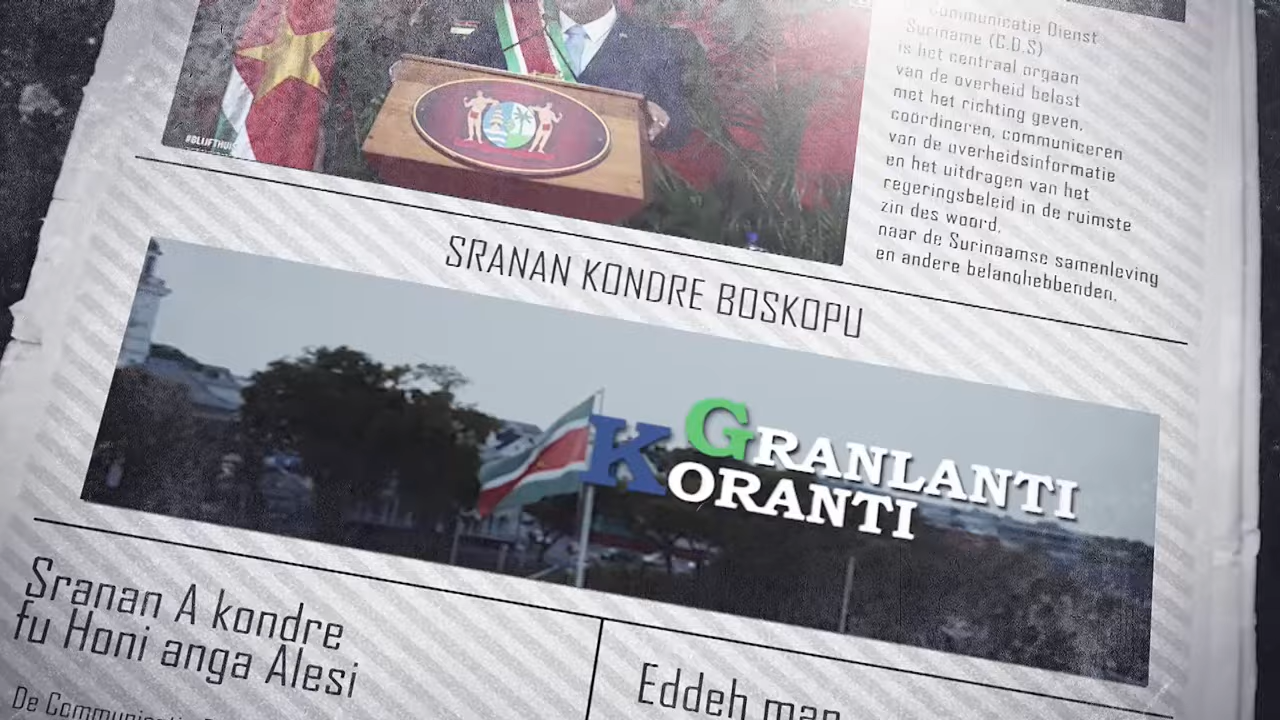 #BLIJFTHUIS
Communicatie Dienst
Suriname (C.D.S)
is het centraal orgaan
van de overheid belast
met het richting geven,
coördineren, communiceren
van de overheidsinformatie
en het uitdragen van het
regeringsbeleid in de ruimste
zin des woord,
naar de Surinaamse samenleving
en andere belanghebbenden.
SRANAN KONDRE BOSKOPU
GRANLANTI
KORANTI
Sranan A kondre
fu Honi anga Alesi
De
Eddeh man